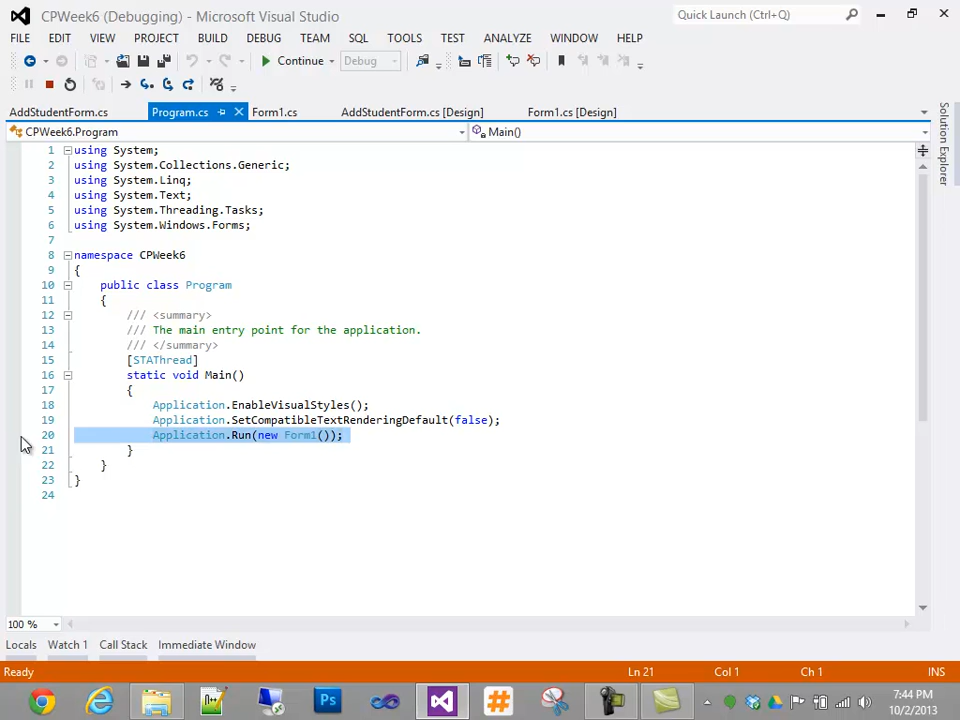 CPWeek6 (Debugging) - Microsoft Visual Studio
Quick Launch (Ctrl+Q)
FILE EDIT VIEW PROJECT BUILD DEBUG TEAM SQL TOOLS TEST ANALYZE WINDOW HELP
Continue Debug
AddStudentForm.cs Program.cs Form1.cs AddStudentForm.cs [Design] Form1.cs [Design]
CPWeek6.Program Main()
Solution Explorer
1 using System;
2 using System.Collections.Generic;
3 using System.Linq;
4 using System.Text;
5 using System.Threading.Tasks;
6 using System.Windows.Forms;
7
8 namespace CPWeek6
9 {
10 public class Program
11 {
12 /// <summary>
13 /// The main entry point for the application.
14 /// </summary>
15 [STAThread]
16 static void Main()
17 {
18 Application.EnableVisualStyles();
19 Application.SetCompatibleTextRenderingDefault(false);
20 Application.Run(new Form1());
21 }
22 }
23 }
24
100 %
Locals Watch 1 Call Stack Immediate Window
Ready Ln 21 Col 1 Ch 1 INS
Ps
7:44 PM
10/2/2013